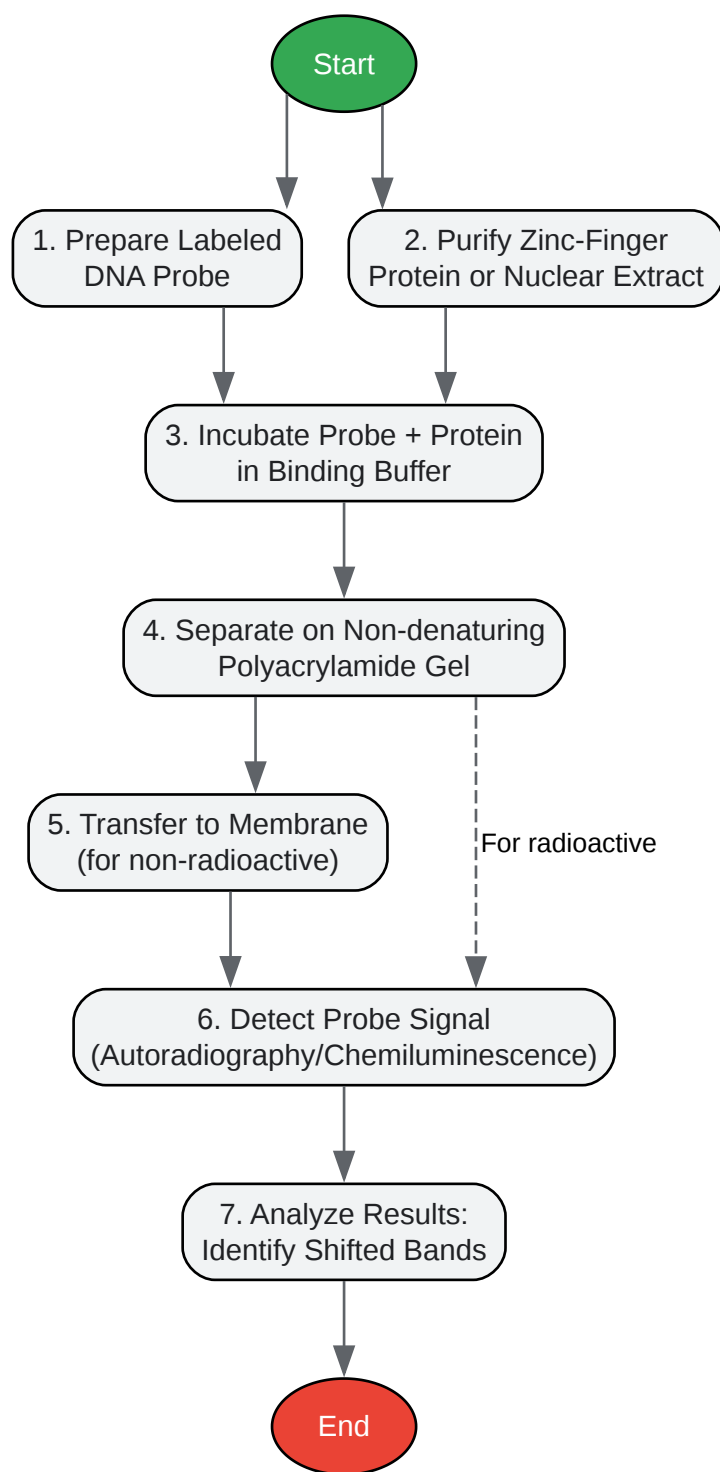 Start
1. Prepare Labeled
DNA Probe
2. Purify Zinc-Finger
Protein or Nuclear Extract
3. Incubate Probe + Protein
in Binding Buffer
4. Separate on Non-denaturing
Polyacrylamide Gel
5. Transfer to Membrane
(for non-radioactive)
For radioactive
6. Detect Probe Signal
(Autoradiography/Chemiluminescence)
7. Analyze Results:
Identify Shifted Bands
End